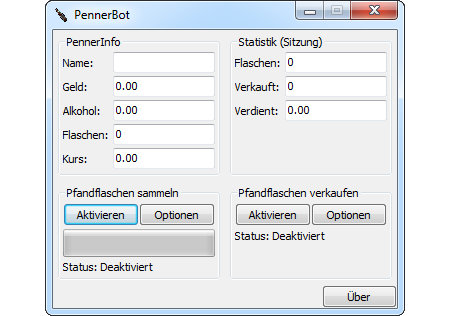 PennerBot
PennerInfo
Name:
Geld: 0.00
Alkohol: 0.00
Flaschen: 0
Kurs: 0.00
Statistik (Sitzung)
Flaschen: 0
Verkauft: 0
Verdient: 0.00
Pfandflaschen sammeln
Aktivieren Optionen
Status: Deaktiviert
Pfandflaschen verkaufen
Aktivieren Optionen
Status: Deaktiviert
Über